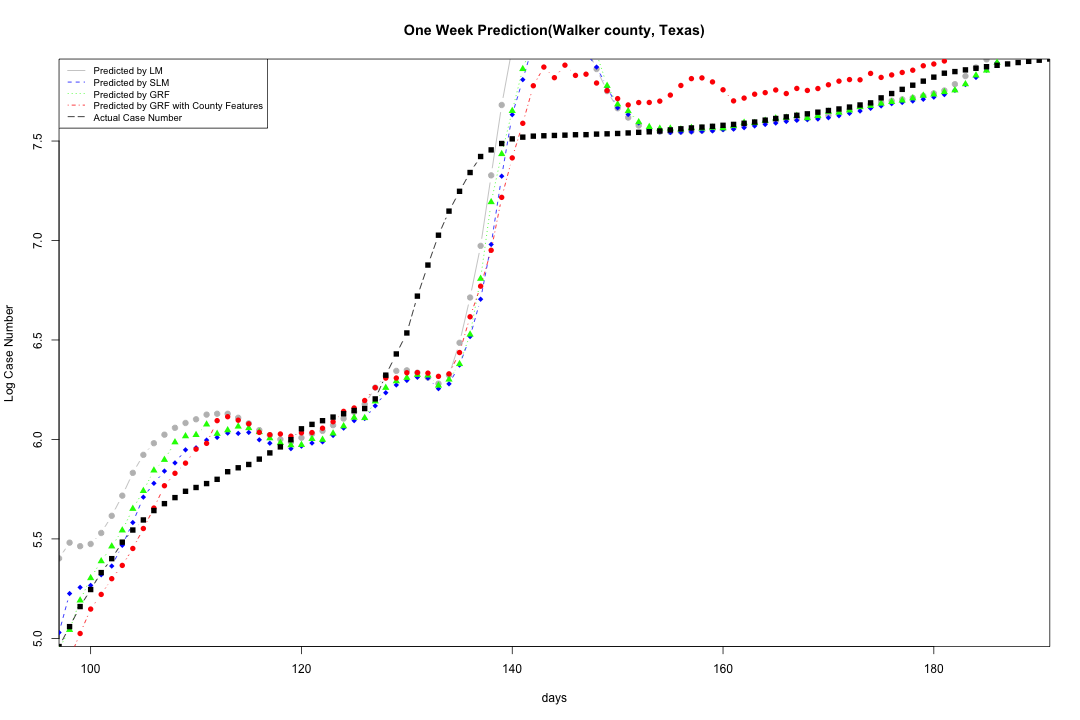 One Week Prediction(Walker county, Texas)
Predicted by LM
Predicted by SLM
Predicted by GRF
Predicted by GRF with County Features
Actual Case Number
7.5
7.0
6.5
6.0
5.5
5.0
Log Case Number
100 120 140 160 180
days